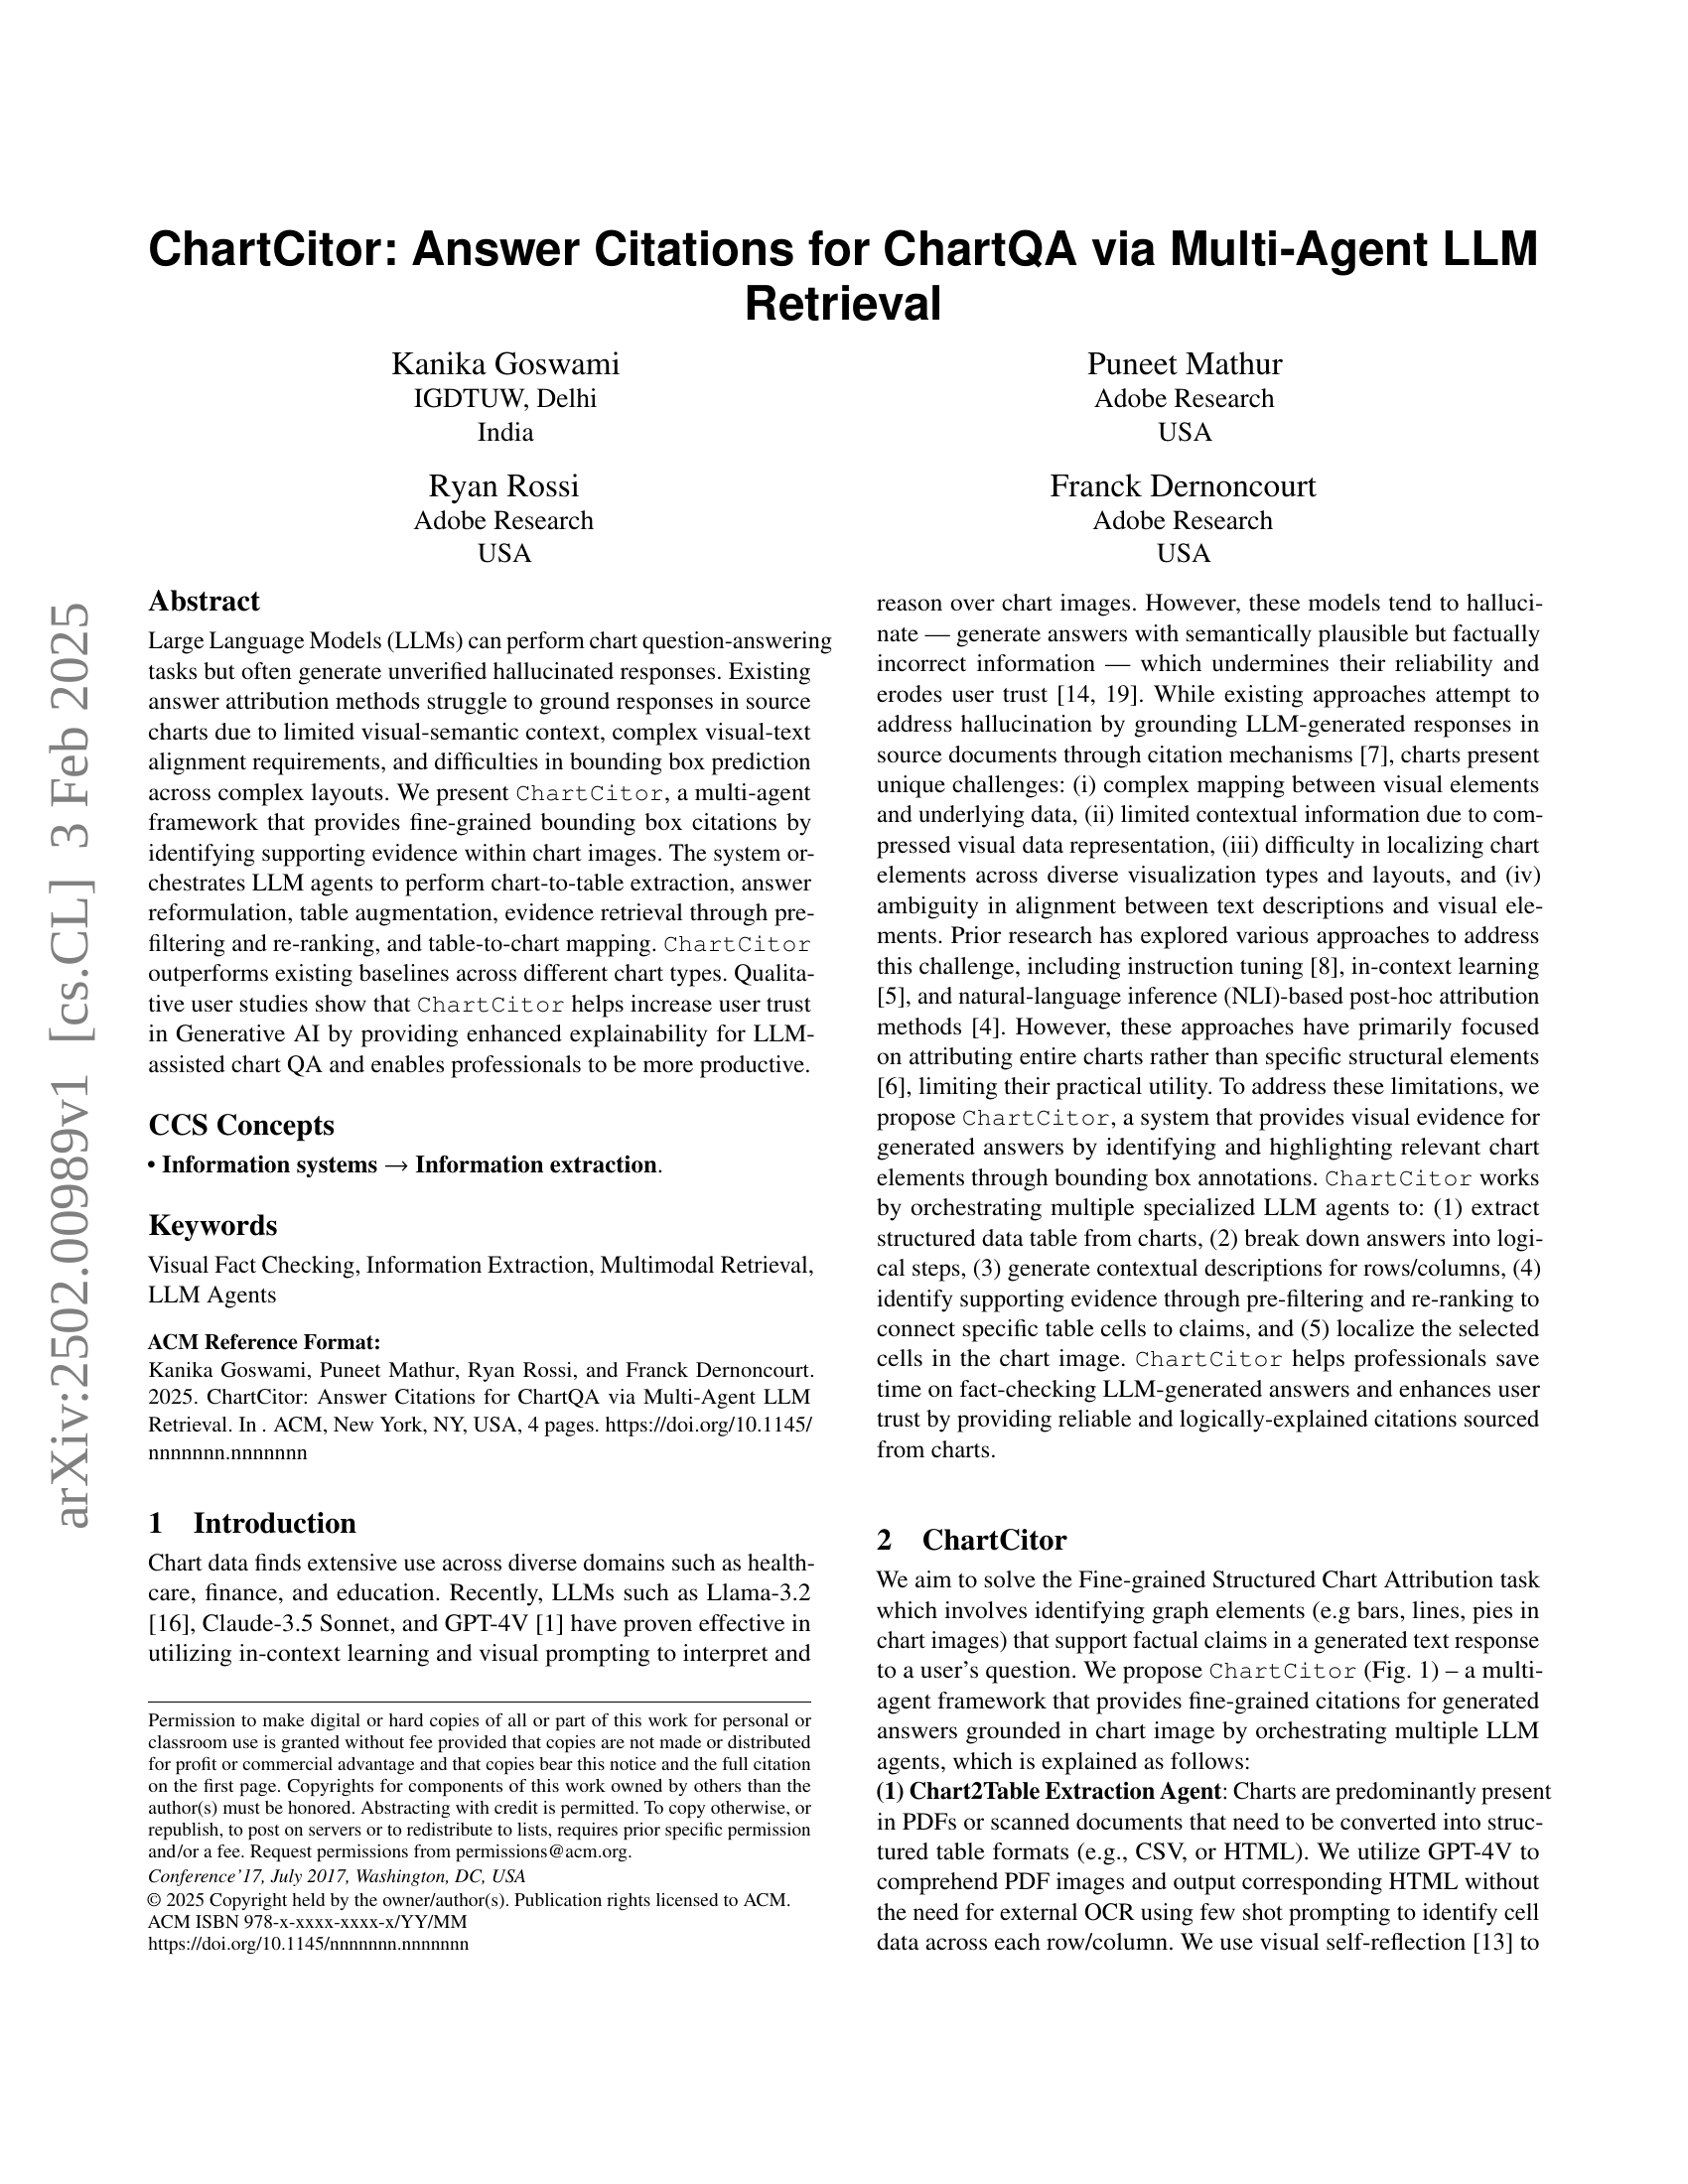 arXiv:2502.00989v1 [cs.CL] 3 Feb 2025
ChartCitor: Answer Citations for ChartQA via Multi-Agent LLM
Retrieval
Kanika Goswami
IGDTUW, Delhi
India
Puneet Mathur
Adobe Research
USA
Ryan Rossi
Adobe Research
USA
Franck Dernoncourt
Adobe Research
USA
Abstract
Large Language Models (LLMs) can perform chart question-answering
tasks but often generate unverified hallucinated responses. Existing
answer attribution methods struggle to ground responses in source
charts due to limited visual-semantic context, complex visual-text
alignment requirements, and difficulties in bounding box prediction
across complex layouts. We present ChartCitor, a multi-agent
framework that provides fine-grained bounding box citations by
identifying supporting evidence within chart images. The system or-
chestrates LLM agents to perform chart-to-table extraction, answer
reformulation, table augmentation, evidence retrieval through pre-
filtering and re-ranking, and table-to-chart mapping. ChartCitor
outperforms existing baselines across different chart types. Qualita-
tive user studies show that ChartCitor helps increase user trust
in Generative AI by providing enhanced explainability for LLM-
assisted chart QA and enables professionals to be more productive.
CCS Concepts
• Information systems → Information extraction.
Keywords
Visual Fact Checking, Information Extraction, Multimodal Retrieval,
LLM Agents
ACM Reference Format:
Kanika Goswami, Puneet Mathur, Ryan Rossi, and Franck Dernoncourt.
2025. ChartCitor: Answer Citations for ChartQA via Multi-Agent LLM
Retrieval. In . ACM, New York, NY, USA, 4 pages. https://doi.org/10.1145/
nnnnnnn.nnnnnnn
1 Introduction
Chart data finds extensive use across diverse domains such as health-
care, finance, and education. Recently, LLMs such as Llama-3.2
[16], Claude-3.5 Sonnet, and GPT-4V [1] have proven effective in
utilizing in-context learning and visual prompting to interpret and
Permission to make digital or hard copies of all or part of this work for personal or
classroom use is granted without fee provided that copies are not made or distributed
for profit or commercial advantage and that copies bear this notice and the full citation
on the first page. Copyrights for components of this work owned by others than the
author(s) must be honored. Abstracting with credit is permitted. To copy otherwise, or
republish, to post on servers or to redistribute to lists, requires prior specific permission
and/or a fee. Request permissions from permissions@acm.org.
Conference'17, July 2017, Washington, DC, USA
© 2025 Copyright held by the owner/author(s). Publication rights licensed to ACM.
ACM ISBN 978-x-xxxx-xxxx-x/YY/MM
https://doi.org/10.1145/nnnnnnn.nnnnnnn
reason over chart images. However, these models tend to halluci-
nate — generate answers with semantically plausible but factually
incorrect information — which undermines their reliability and
erodes user trust [14, 19]. While existing approaches attempt to
address hallucination by grounding LLM-generated responses in
source documents through citation mechanisms [7], charts present
unique challenges: (i) complex mapping between visual elements
and underlying data, (ii) limited contextual information due to com-
pressed visual data representation, (iii) difficulty in localizing chart
elements across diverse visualization types and layouts, and (iv)
ambiguity in alignment between text descriptions and visual ele-
ments. Prior research has explored various approaches to address
this challenge, including instruction tuning [8], in-context learning
[5], and natural-language inference (NLI)-based post-hoc attribution
methods [4]. However, these approaches have primarily focused
on attributing entire charts rather than specific structural elements
[6], limiting their practical utility. To address these limitations, we
propose ChartCitor, a system that provides visual evidence for
generated answers by identifying and highlighting relevant chart
elements through bounding box annotations. ChartCitor works
by orchestrating multiple specialized LLM agents to: (1) extract
structured data table from charts, (2) break down answers into logi-
cal steps, (3) generate contextual descriptions for rows/columns, (4)
identify supporting evidence through pre-filtering and re-ranking to
connect specific table cells to claims, and (5) localize the selected
cells in the chart image. ChartCitor helps professionals save
time on fact-checking LLM-generated answers and enhances user
trust by providing reliable and logically-explained citations sourced
from charts.
2 ChartCitor
We aim to solve the Fine-grained Structured Chart Attribution task
which involves identifying graph elements (e.g bars, lines, pies in
chart images) that support factual claims in a generated text response
to a user's question. We propose ChartCitor (Fig. 1) – a multi-
agent framework that provides fine-grained citations for generated
answers grounded in chart image by orchestrating multiple LLM
agents, which is explained as follows:
(1) Chart2Table Extraction Agent: Charts are predominantly present
in PDFs or scanned documents that need to be converted into struc-
tured table formats (e.g., CSV, or HTML). We utilize GPT-4V to
comprehend PDF images and output corresponding HTML without
the need for external OCR using few shot prompting to identify cell
data across each row/column. We use visual self-reflection [13] to